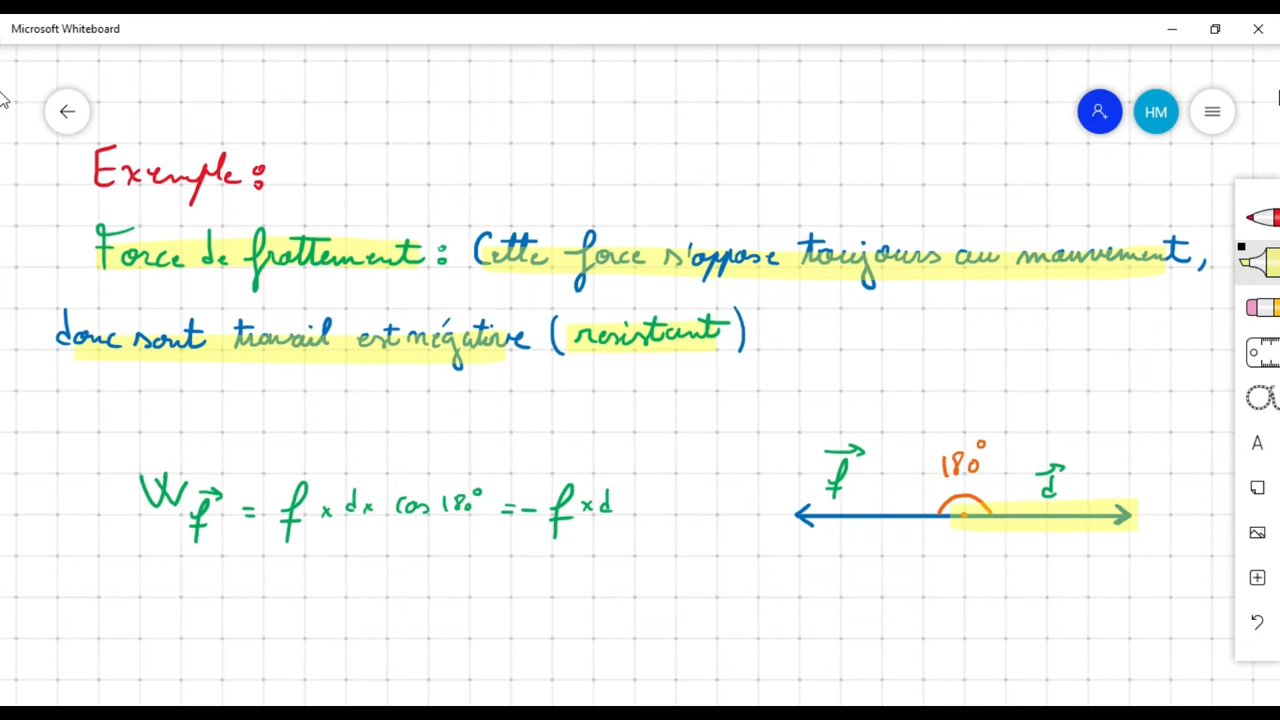 Microsoft Whiteboard
HM
Exemple :
Force de frottement : Cette force s'oppose toujours au mouvement,
donc sont travail est négative (resistant)
W f⃗ = f × d × cos 180° = - f × d
f⃗ 180° d⃗
A